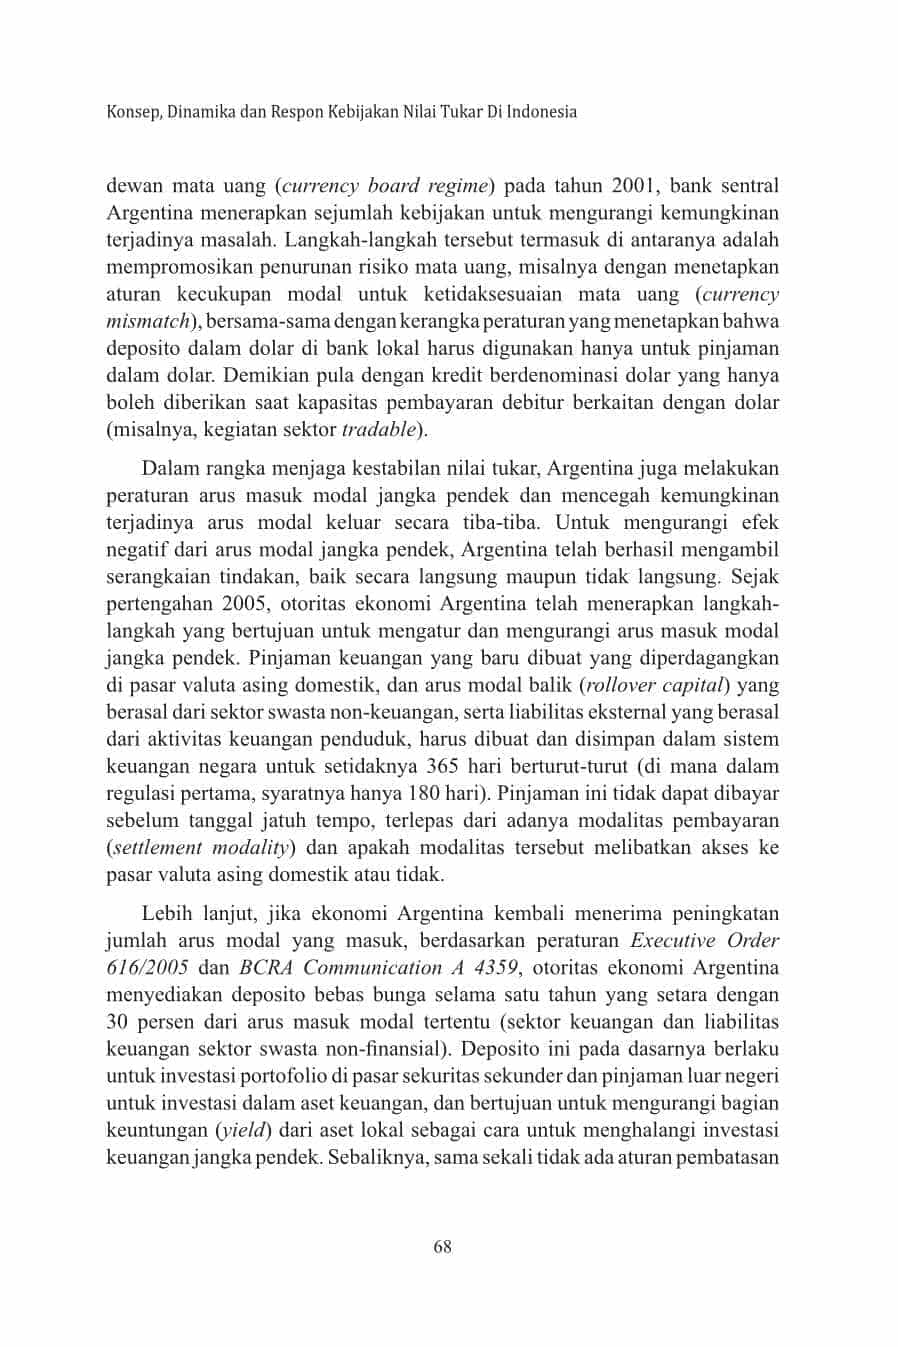 Konsep, Dinamika dan Respon Kebijakan Nilai Tukar Di Indonesia
dewan mata uang (currency board regime) pada tahun 2001, bank sentral
Argentina menerapkan sejumlah kebijakan untuk mengurangi kemungkinan
terjadinya masalah. Langkah-langkah tersebut termasuk di antaranya adalah
mempromosikan penurunan risiko mata uang, misalnya dengan menetapkan
aturan kecukupan modal untuk ketidaksesuaian mata uang (currency
mismatch), bersama-sama dengan kerangka peraturan yang menetapkan bahwa
deposito dalam dolar di bank lokal harus digunakan hanya untuk pinjaman
dalam dolar. Demikian pula dengan kredit berdenominasi dolar yang hanya
boleh diberikan saat kapasitas pembayaran debitur berkaitan dengan dolar
(misalnya, kegiatan sektor tradable).
Dalam rangka menjaga kestabilan nilai tukar, Argentina juga melakukan
peraturan arus masuk modal jangka pendek dan mencegah kemungkinan
terjadinya arus modal keluar secara tiba-tiba. Untuk mengurangi efek
negatif dari arus modal jangka pendek, Argentina telah berhasil mengambil
serangkaian tindakan, baik secara langsung maupun tidak langsung. Sejak
pertengahan 2005, otoritas ekonomi Argentina telah menerapkan langkah-
langkah yang bertujuan untuk mengatur dan mengurangi arus masuk modal
jangka pendek. Pinjaman keuangan yang baru dibuat yang diperdagangkan
di pasar valuta asing domestik, dan arus modal balik (rollover capital) yang
berasal dari sektor swasta non-keuangan, serta liabilitas eksternal yang berasal
dari aktivitas keuangan penduduk, harus dibuat dan disimpan dalam sistem
keuangan negara untuk setidaknya 365 hari berturut-turut (di mana dalam
regulasi pertama, syaratnya hanya 180 hari). Pinjaman ini tidak dapat dibayar
sebelum tanggal jatuh tempo, terlepas dari adanya modalitas pembayaran
(settlement modality) dan apakah modalitas tersebut melibatkan akses ke
pasar valuta asing domestik atau tidak.
Lebih lanjut, jika ekonomi Argentina kembali menerima peningkatan
jumlah arus modal yang masuk, berdasarkan peraturan Executive Order
616/2005 dan BCRA Communication A 4359, otoritas ekonomi Argentina
menyediakan deposito bebas bunga selama satu tahun yang setara dengan
30 persen dari arus masuk modal tertentu (sektor keuangan dan liabilitas
keuangan sektor swasta non-finansial). Deposito ini pada dasarnya berlaku
untuk investasi portofolio di pasar sekuritas sekunder dan pinjaman luar negeri
untuk investasi dalam aset keuangan, dan bertujuan untuk mengurangi bagian
keuntungan (yield) dari aset lokal sebagai cara untuk menghalangi investasi
keuangan jangka pendek. Sebaliknya, sama sekali tidak ada aturan pembatasan
68